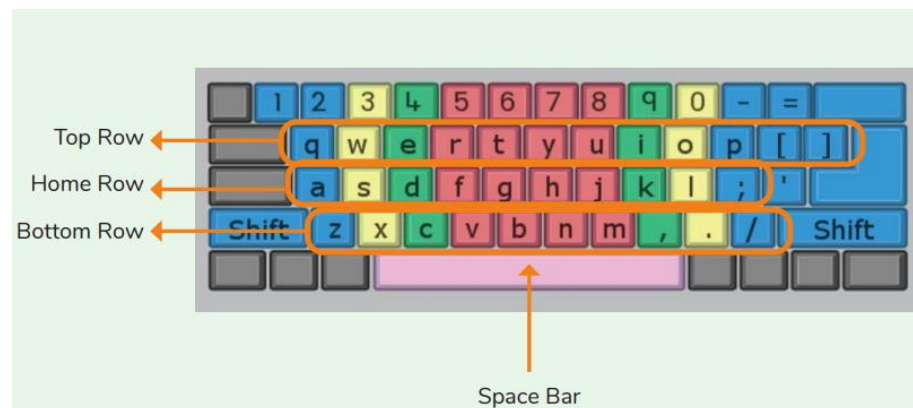 1 2 3 4 5 6 7 8 9 0 - =
Top Row q w e r t y u i o p [ ]
Home Row a s d f g h j k l ; '
Bottom Row Shift z x c v b n m , . / Shift
Space Bar